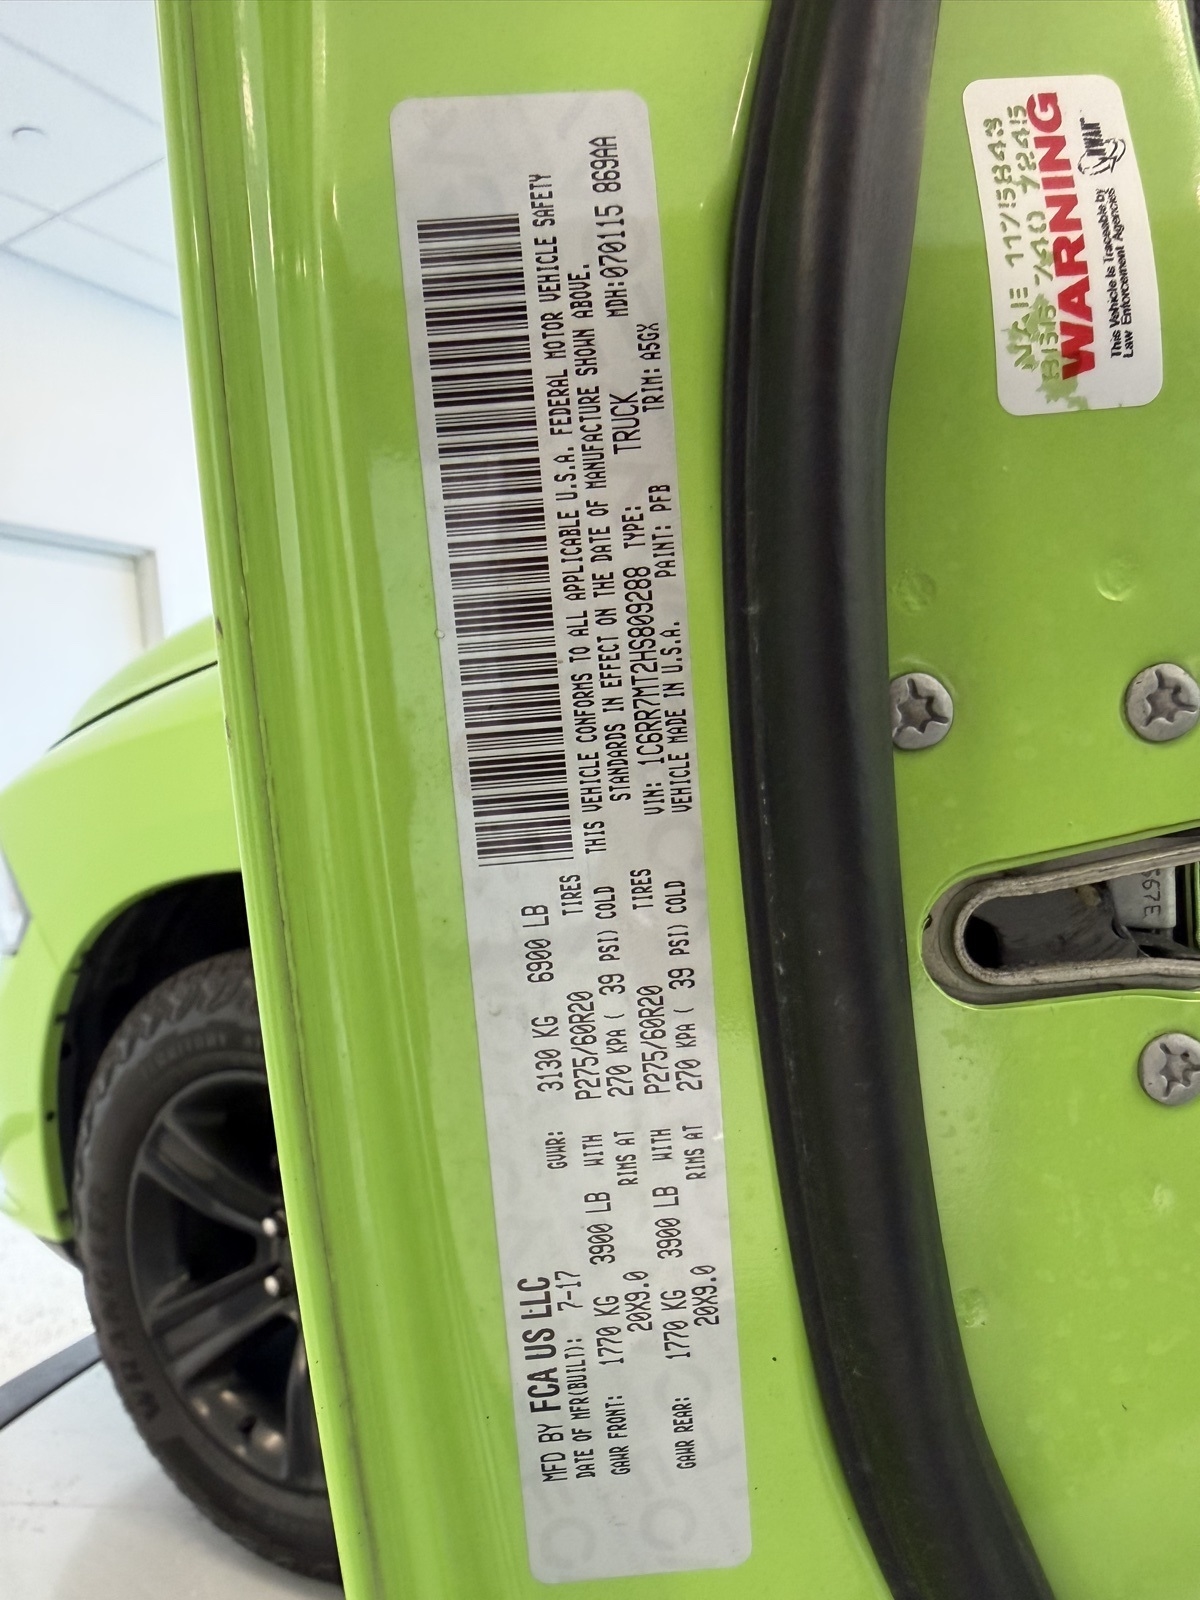 MFD BY FCA US LLC
DATE OF MFR(BUILT): 7-17 GVWR: 3130 KG 6900 LB
GAWR FRONT: 1770 KG 3900 LB WITH P275/60R20 TIRES
20X9.0 RIMS AT 270 KPA ( 39 PSI) COLD
GAWR REAR: 1770 KG 3900 LB WITH P275/60R20 TIRES
20X9.0 RIMS AT 270 KPA ( 39 PSI) COLD
THIS VEHICLE CONFORMS TO ALL APPLICABLE U.S.A. FEDERAL MOTOR VEHICLE SAFETY
STANDARDS IN EFFECT ON THE DATE OF MANUFACTURE SHOWN ABOVE.
VIN: 1C6RR7MT2HS809288 TYPE: TRUCK MDH:070115 869AA
VEHICLE MADE IN U.S.A. PAINT: PFB TRIM: A5GX
WARNING
This Vehicle Is Traceable by
Law Enforcement Agencies